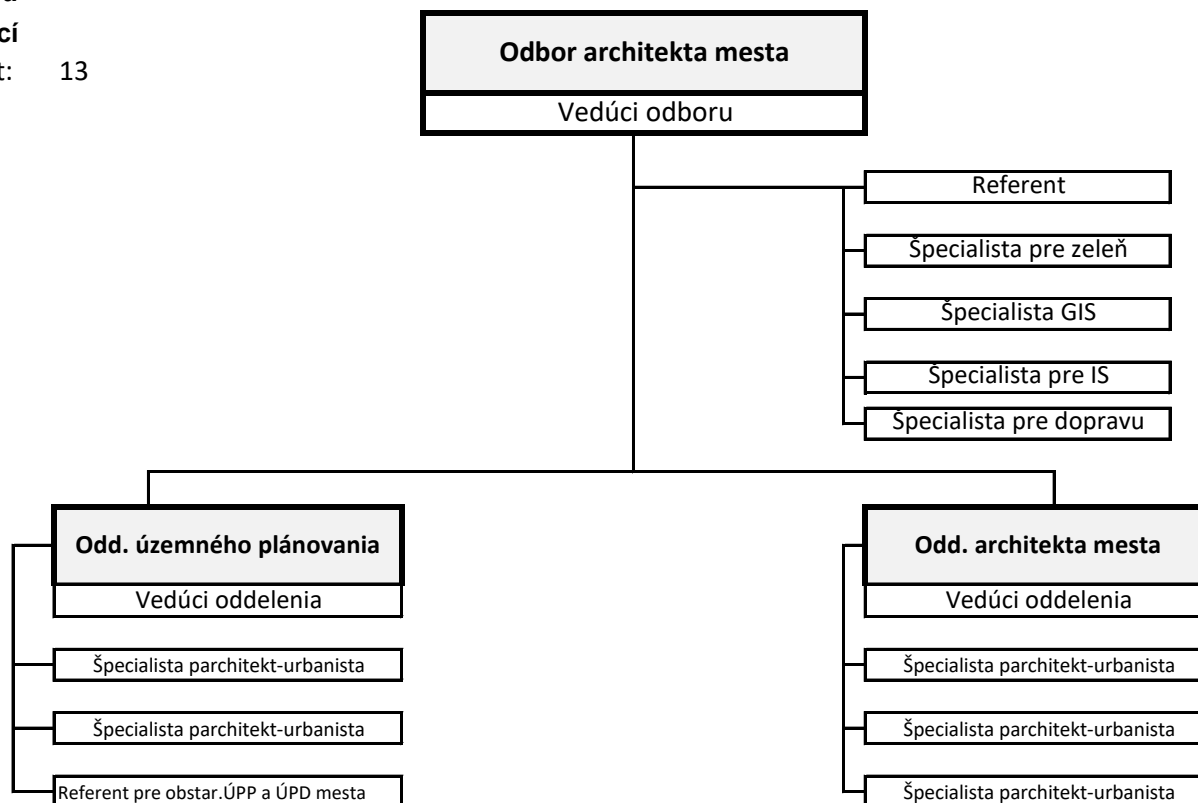 cí
t: 13
Odbor architekta mesta
Vedúci odboru
Referent
Špecialista pre zeleň
Špecialista GIS
Špecialista pre IS
Špecialista pre dopravu
Odd. územného plánovania
Vedúci oddelenia
Špecialista parchitekt-urbanista
Špecialista parchitekt-urbanista
Referent pre obstar.ÚPP a ÚPD mesta
Odd. architekta mesta
Vedúci oddelenia
Špecialista parchitekt-urbanista
Špecialista parchitekt-urbanista
Špecialista parchitekt-urbanista